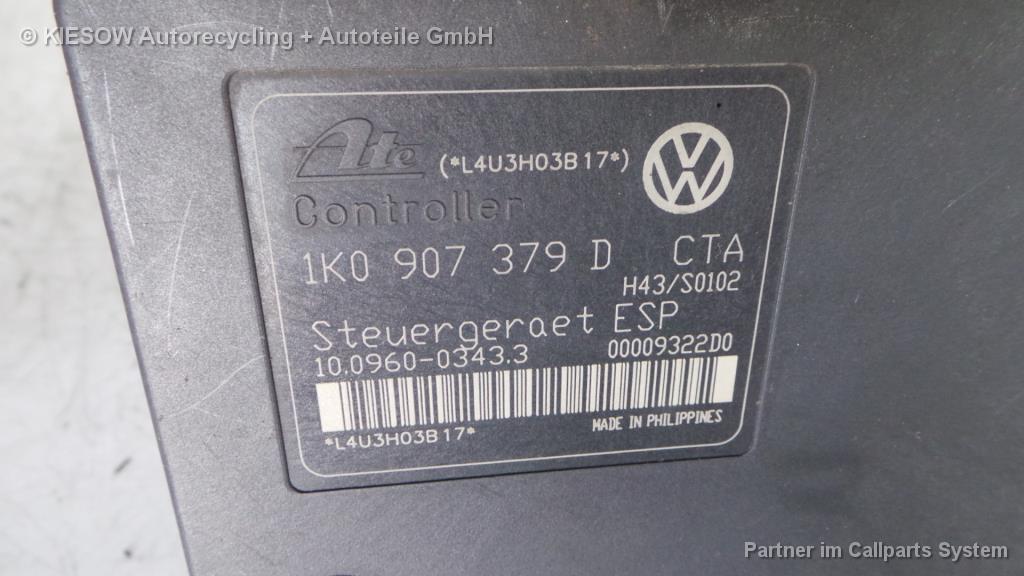 © KIESOW Autorecycling + Autoteile GmbH
Ate (*L4U3H03B17*)
Controller
1K0 907 379 D CTA
H43/S0102
Steuergeraet ESP
10.0960-0343.3 00009322D0
*L4U3H03B17* MADE IN PHILIPPINES
Partner im Callparts System